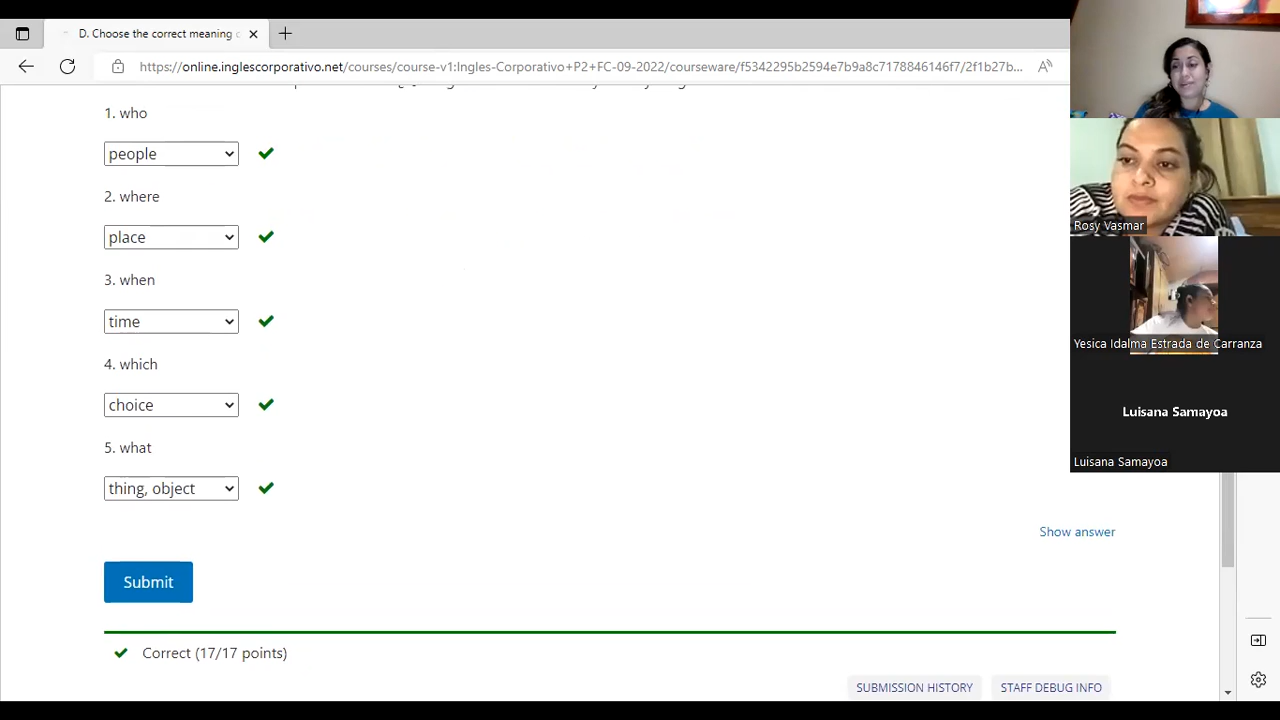 D. Choose the correct meaning
https://online.inglescorporativo.net/courses/course-v1:Ingles-Corporativo+P2+FC-09-2022/courseware/f5342295b2594e7b9a8c7178846146f7/2f1b27b...
1. who
people
2. where
place
3. when
time
4. which
choice
5. what
thing, object
Show answer
Submit
Correct (17/17 points)
SUBMISSION HISTORY
STAFF DEBUG INFO
Rosy Vasmar
Yesica Idalma Estrada de Carranza
Luisana Samayoa
Luisana Samayoa